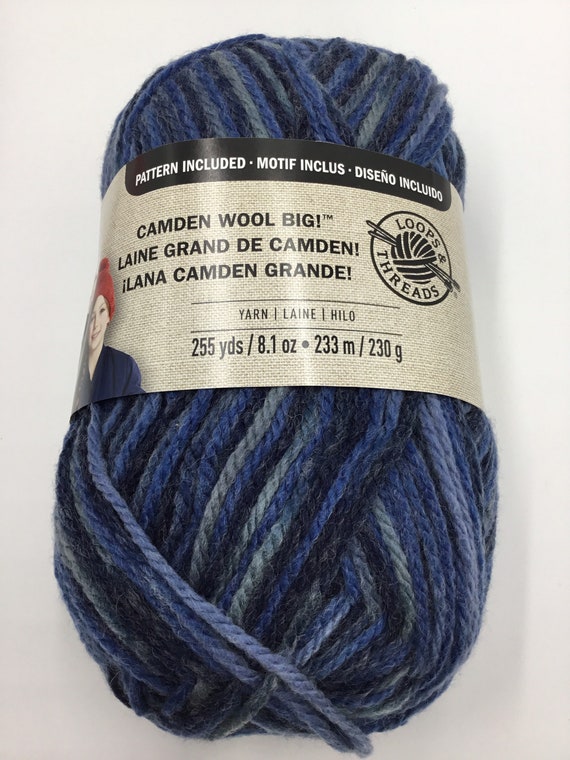 PATTERN INCLUDED · MOTIF INCLUS · DISEÑO INCLUIDO
CAMDEN WOOL BIG!™
LAINE GRAND DE CAMDEN!
¡LANA CAMDEN GRANDE!
LOOPS &
THREADS®
YARN | LAINE | HILO
255 yds / 8.1 oz • 233 m / 230 g